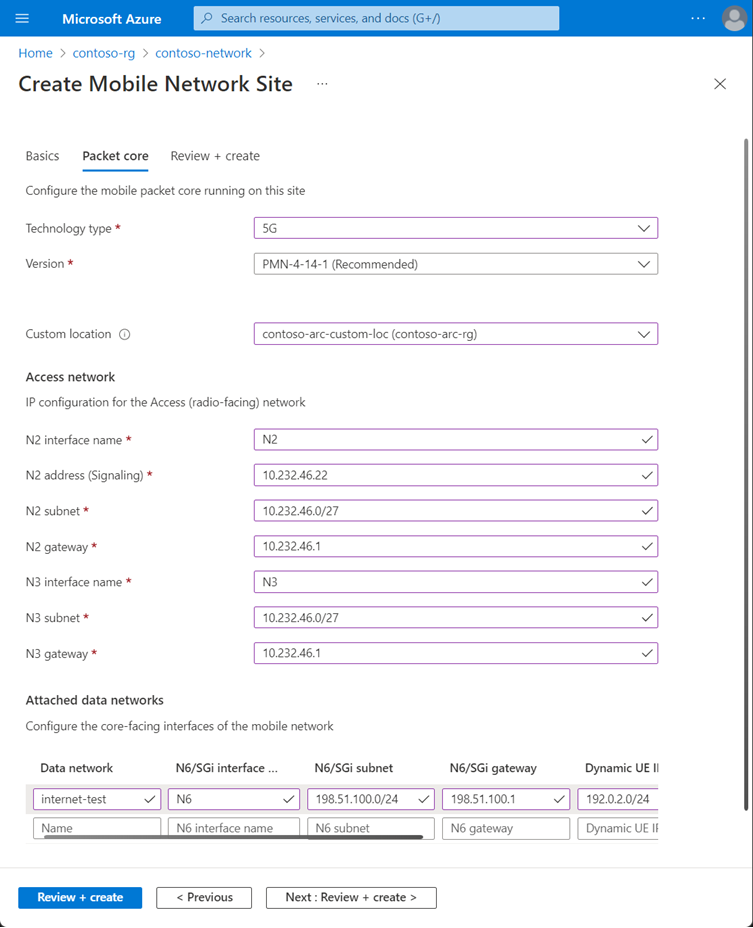 Microsoft Azure
Search resources, services, and docs (G+/)
...
Home > contoso-rg > contoso-network >
Create Mobile Network Site ...
Basics Packet core Review + create
Configure the mobile packet core running on this site
Technology type * 5G
Version * PMN-4-14-1 (Recommended)
Custom location contoso-arc-custom-loc (contoso-arc-rg)
Access network
IP configuration for the Access (radio-facing) network
N2 interface name * N2
N2 address (Signaling) * 10.232.46.22
N2 subnet * 10.232.46.0/27
N2 gateway * 10.232.46.1
N3 interface name * N3
N3 subnet * 10.232.46.0/27
N3 gateway * 10.232.46.1
Attached data networks
Configure the core-facing interfaces of the mobile network
Data network N6/SGi interface ... N6/SGi subnet N6/SGi gateway Dynamic UE
internet-test N6 198.51.100.0/24 198.51.100.1 192.0.2.0/24
Name N6 interface name N6 subnet N6 gateway Dynamic UE
Review + create < Previous Next : Review + create >